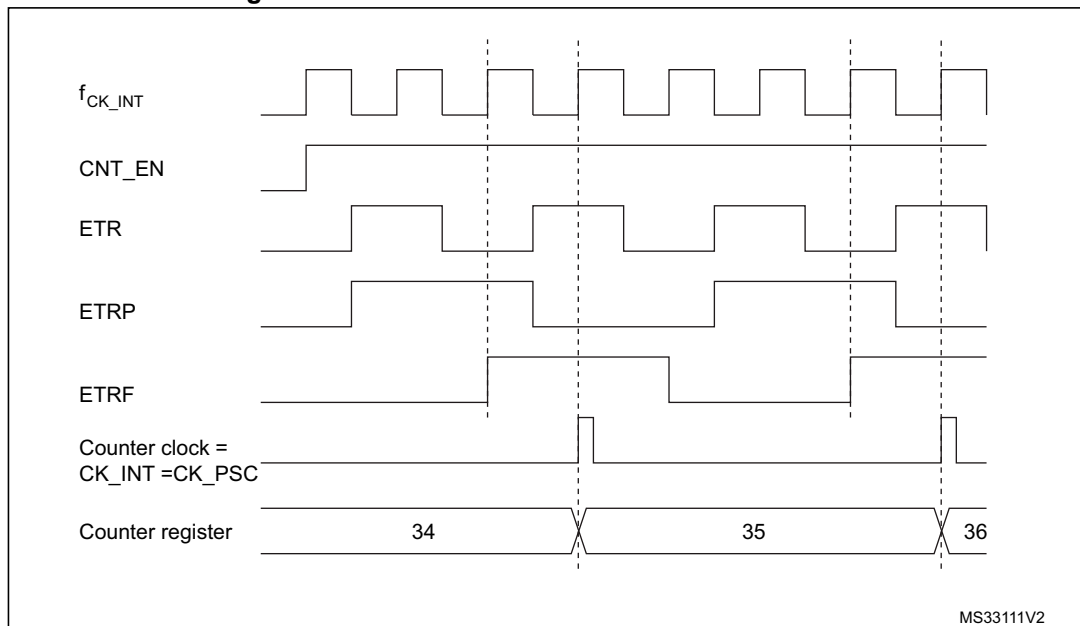 f_CK_INT
CNT_EN
ETR
ETRP
ETRF
Counter clock =
CK_INT =CK_PSC
Counter register
34
35
36
MS33111V2